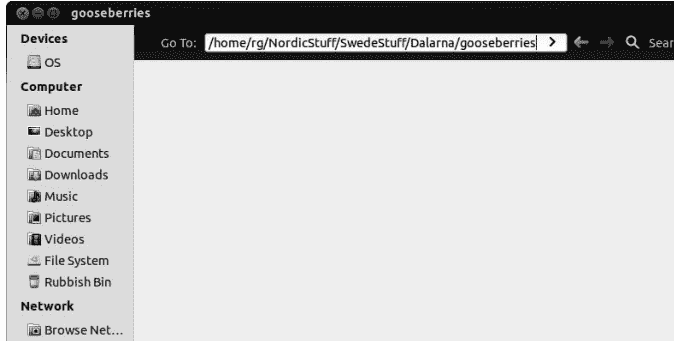 gooseberries
Devices
Go To: /home/rg/NordicStuff/SwedeStuff/Dalarna/gooseberries
OS
Computer
Home
Desktop
Documents
Downloads
Music
Pictures
Videos
File System
Rubbish Bin
Network
Browse Net...